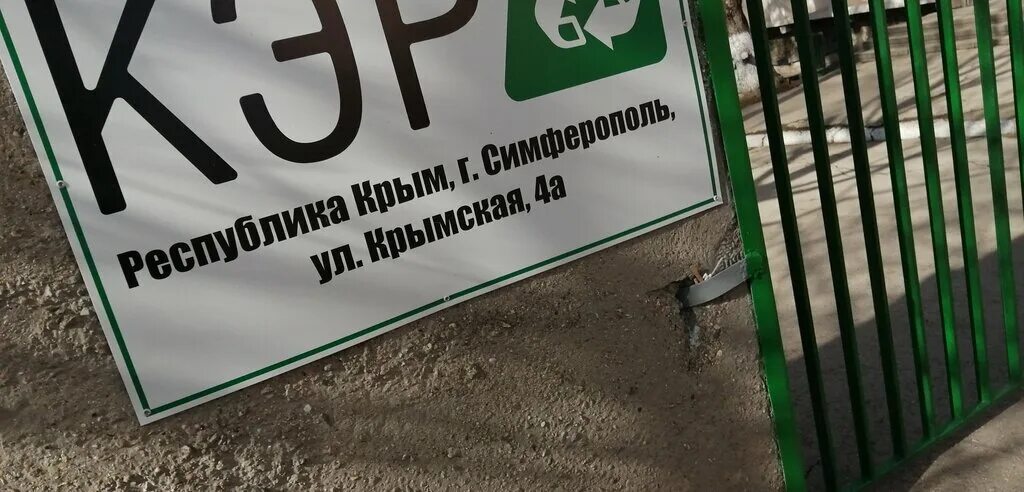 КЭР
Республика Крым, г. Симферополь,
ул. Крымская, 4а